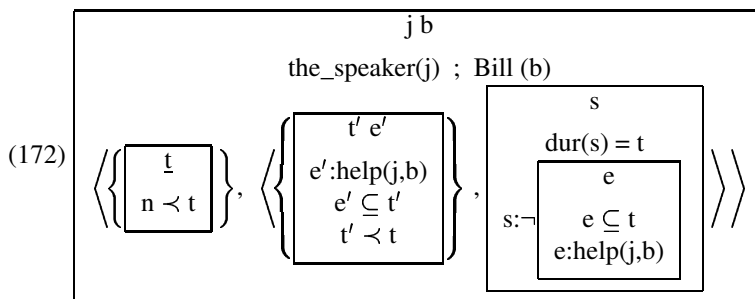 j b
the_speaker(j) ; Bill (b)
(172) ⟨{ t̲ n ≺ t }, ⟨{ t′ e′ e′:help(j,b) e′ ⊆ t′ t′ ≺ t }, s dur(s) = t s:¬ e e ⊆ t e:help(j,b) ⟩⟩